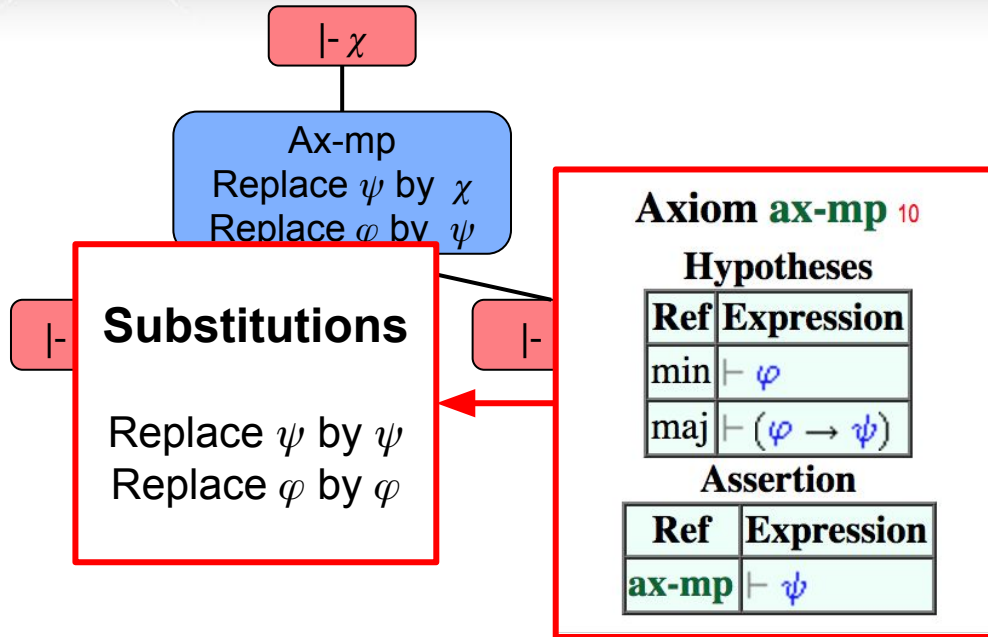 |- χ
Ax-mp
Replace ψ by χ
Replace φ by ψ
|-
|-
Substitutions
Replace ψ by ψ
Replace φ by φ
Axiom ax-mp 10
Hypotheses
Ref Expression
min ⊢ φ
maj ⊢ (φ → ψ)
Assertion
Ref Expression
ax-mp ⊢ ψ